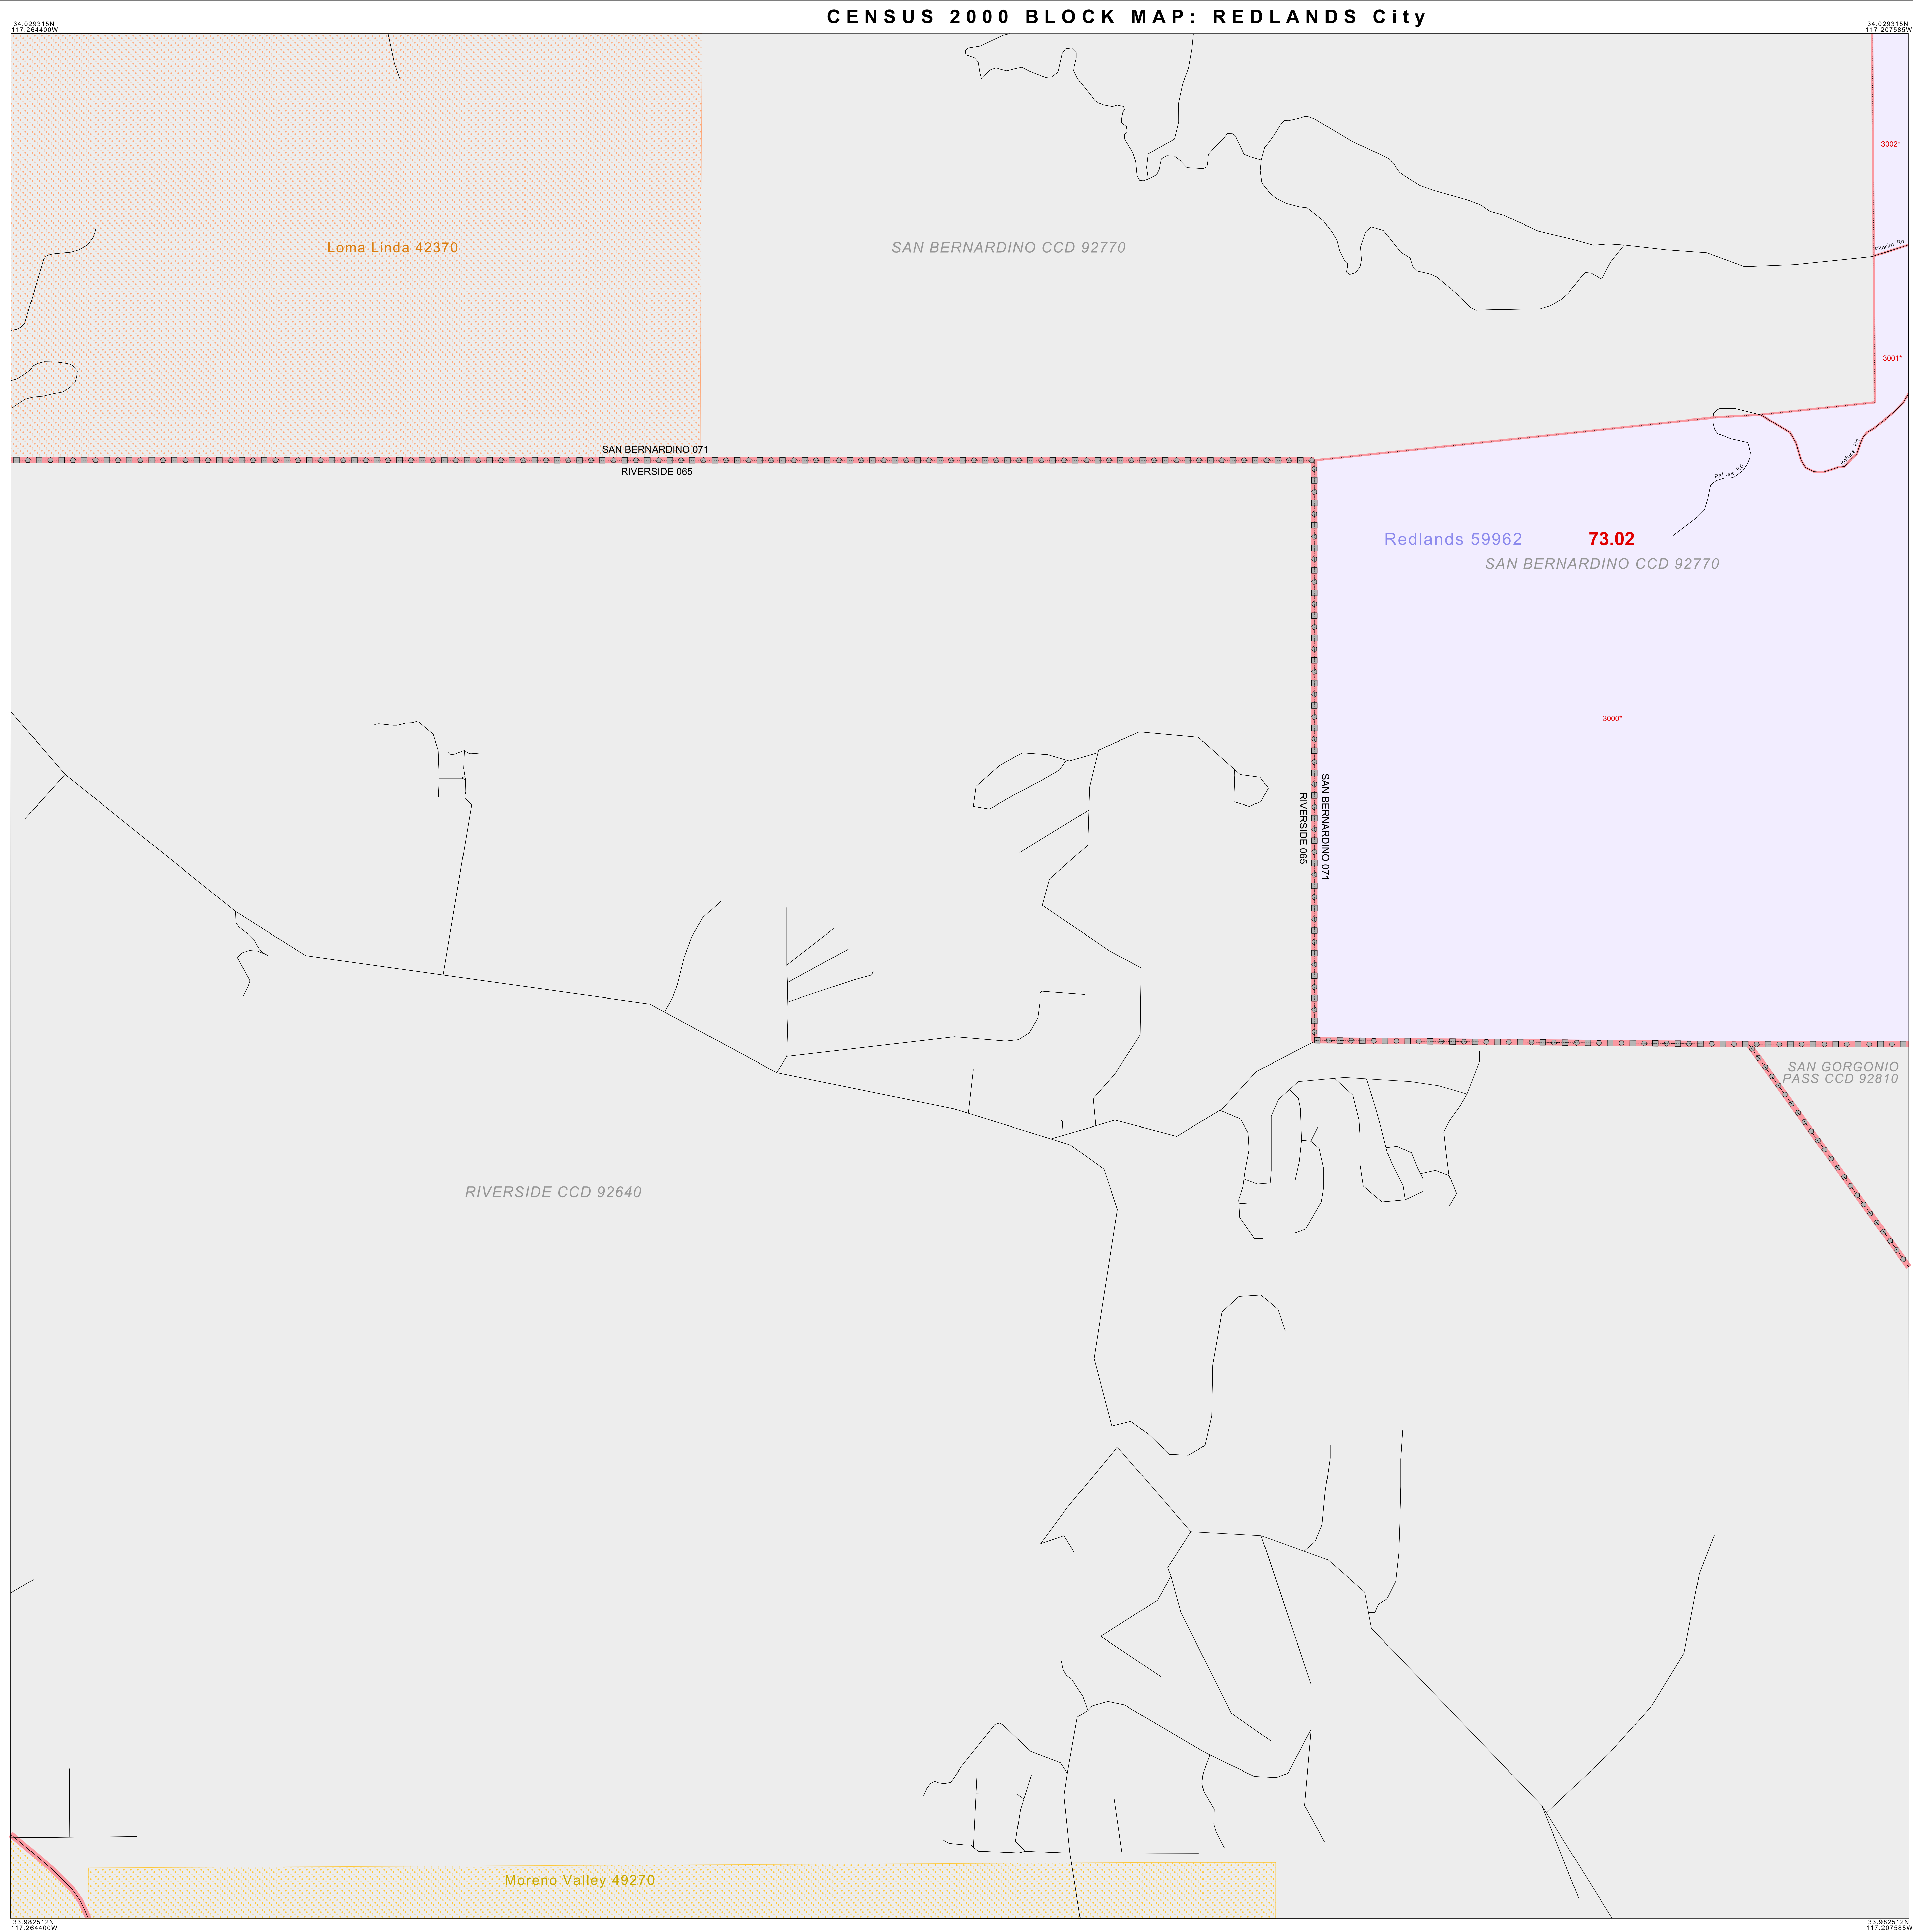 CENSUS 2000 BLOCK MAP: REDLANDS City
34.029315N
117.264400W
34.029315N
117.207585W
3002*
Loma Linda 42370
SAN BERNARDINO CCD 92770
Pilgrim Rd
3001*
SAN BERNARDINO 071
RIVERSIDE 065
Refuse Rd
Refuse Rd
Redlands 59962
73.02
SAN BERNARDINO CCD 92770
3000*
SAN BERNARDINO 071
RIVERSIDE 065
SAN GORGONIO
PASS CCD 92810
RIVERSIDE CCD 92640
Moreno Valley 49270
33.982512N
117.264400W
33.982512N
117.207585W